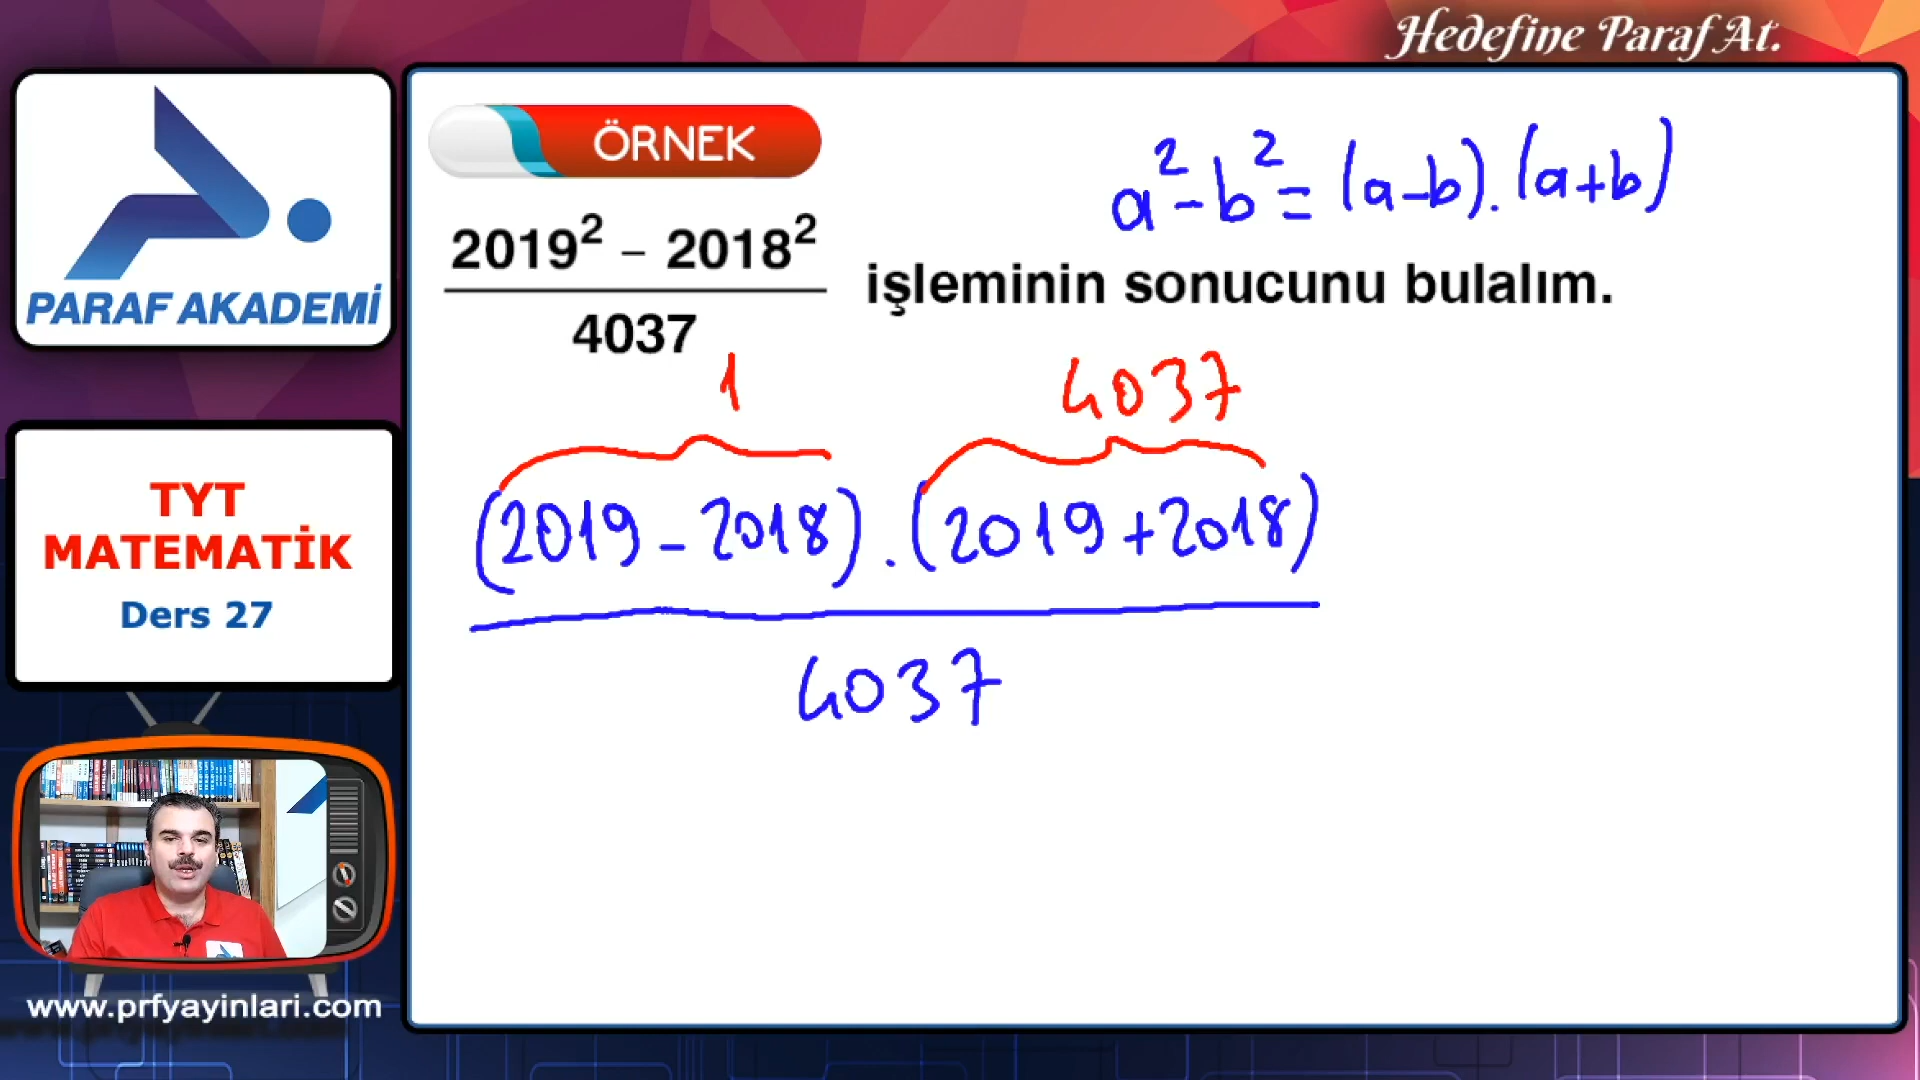 Hedefine Paraf At.
PARAF AKADEMİ
ÖRNEK
a² - b² = (a-b).(a+b)
2019² – 2018²
4037
işleminin sonucunu bulalım.
1
4037
(2019 - 2018).(2019 + 2018)
4037
TYT
MATEMATİK
Ders 27
www.prfyayinlari.com